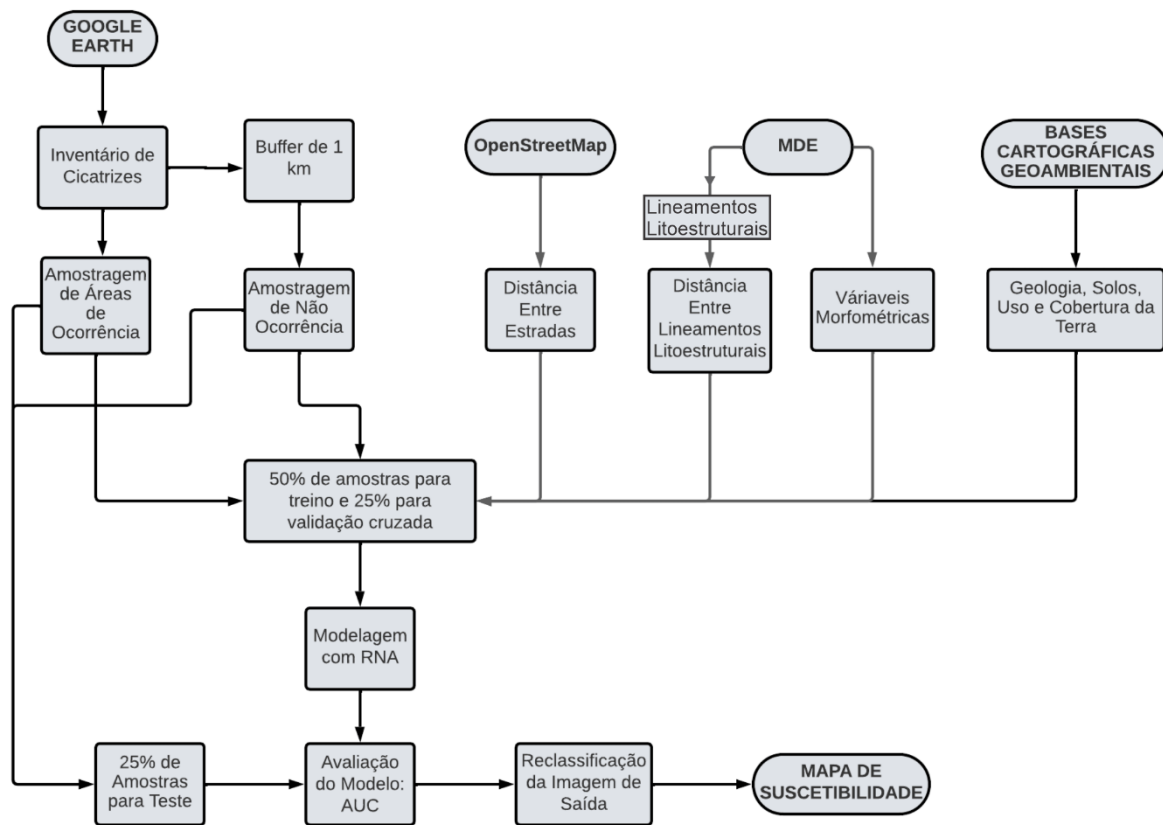 GOOGLE
EARTH
Inventário de
Cicatrizes
Buffer de 1
km
OpenStreetMap
MDE
BASES
CARTOGRÁFICAS
GEOAMBIENTAIS
Lineamentos
Litoestruturais
Amostragem
de Áreas
de
Ocorrência
Amostragem
de Não
Ocorrência
Distância
Entre
Estradas
Distância
Entre
Lineamentos
Litoestruturais
Váriaveis
Morfométricas
Geologia, Solos,
Uso e Cobertura da
Terra
50% de amostras para
treino e 25% para
validação cruzada
Modelagem
com RNA
25% de
Amostras
para Teste
Avaliação
do Modelo:
AUC
Reclassificação
da Imagem de
Saída
MAPA DE
SUSCETIBILIDADE